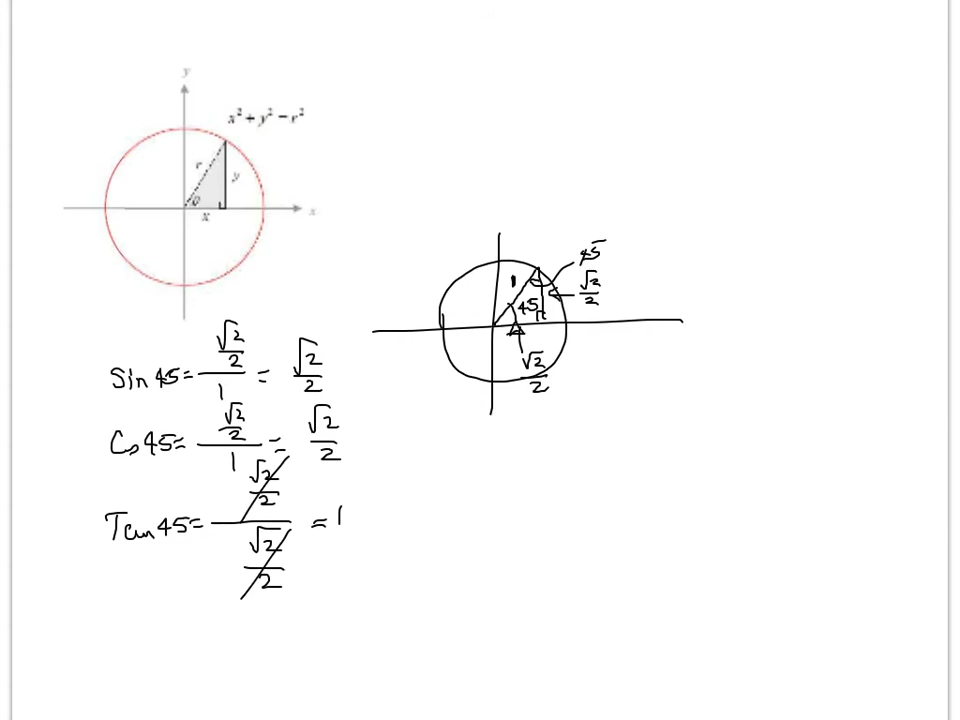 y
x² + y² = r²
r
y
θ
x
x
45
1
√2/2
45
√2/2
Sin 45 = (√2/2)/1 = √2/2
Cos 45 = (√2/2)/1 = √2/2
Tan 45 = (√2/2)/(√2/2) = 1